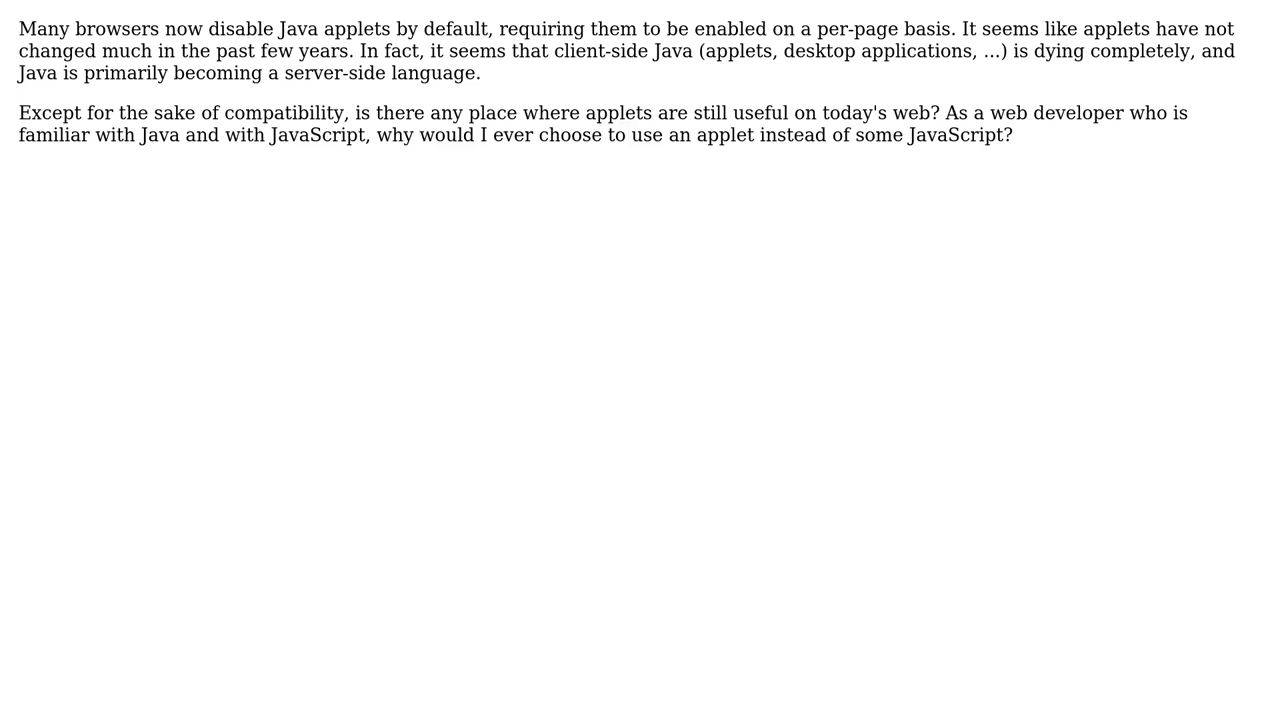 Many browsers now disable Java applets by default, requiring them to be enabled on a per-page basis. It seems like applets have not
changed much in the past few years. In fact, it seems that client-side Java (applets, desktop applications, ...) is dying completely, and
Java is primarily becoming a server-side language.
Except for the sake of compatibility, is there any place where applets are still useful on today's web? As a web developer who is
familiar with Java and with JavaScript, why would I ever choose to use an applet instead of some JavaScript?